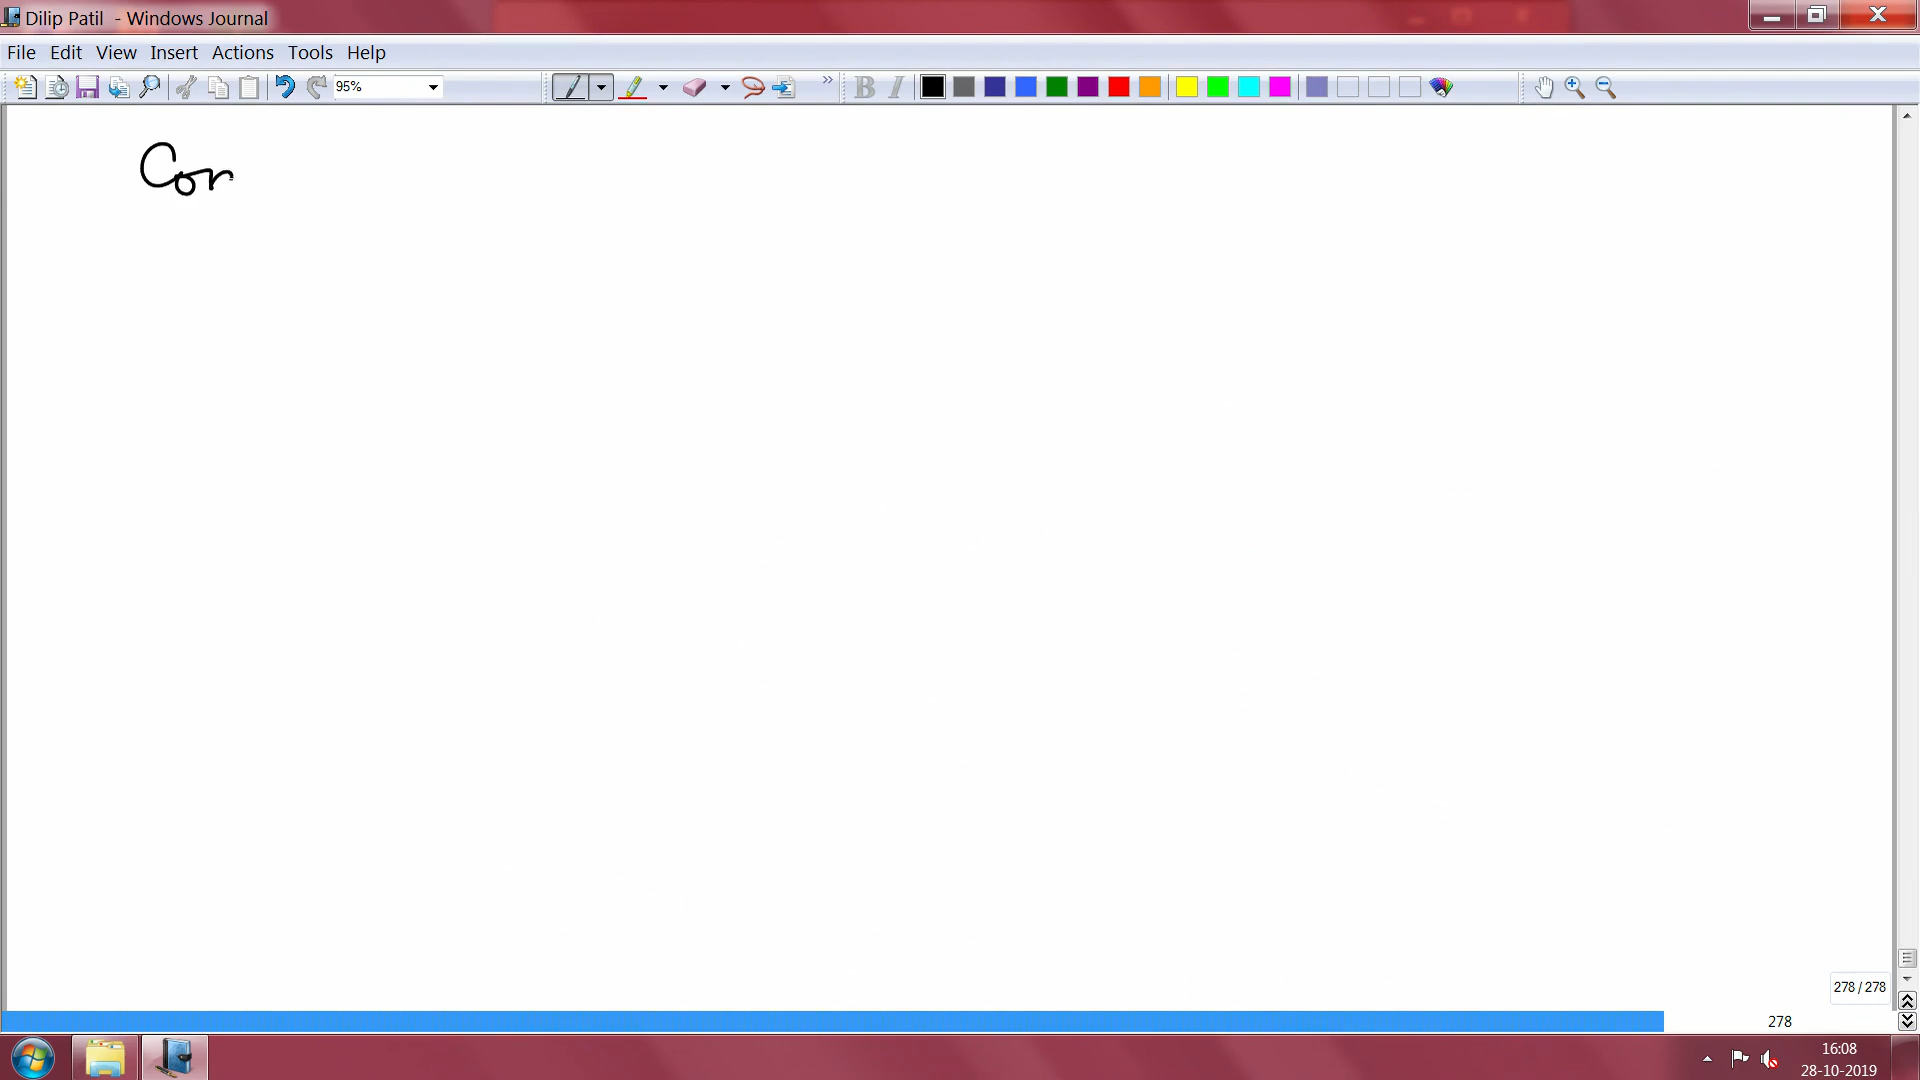 Dilip Patil - Windows Journal
File Edit View Insert Actions Tools Help
95%
B I
Cor
278 / 278
278
16:08
28-10-2019